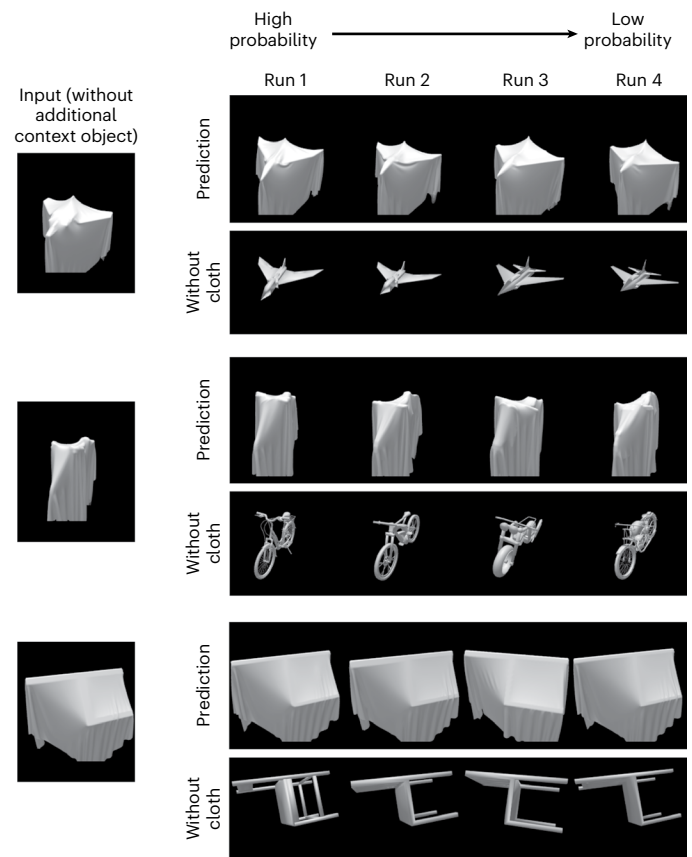 High
probability
Low
probability
Run 1
Run 2
Run 3
Run 4
Input (without
additional
context object)
Prediction
Without
cloth
Prediction
Without
cloth
Prediction
Without
cloth